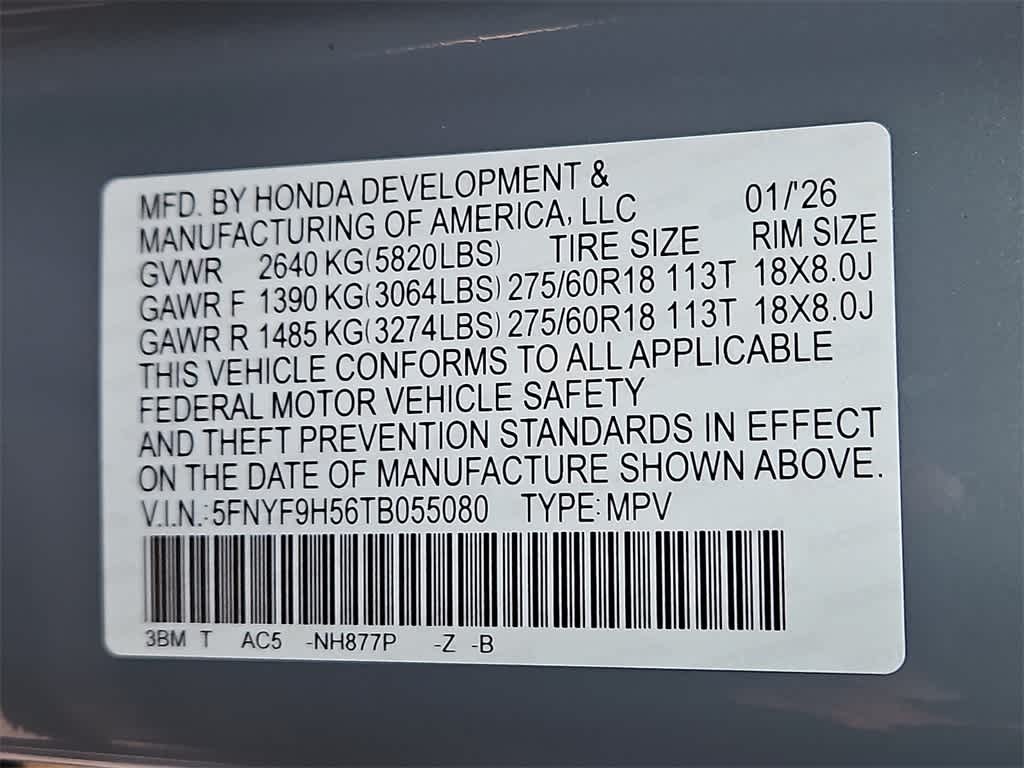 MFD. BY HONDA DEVELOPMENT &
MANUFACTURING OF AMERICA, LLC 01/'26
GVWR 2640 KG(5820LBS) TIRE SIZE RIM SIZE
GAWR F 1390 KG(3064LBS) 275/60R18 113T 18X8.0J
GAWR R 1485 KG(3274LBS) 275/60R18 113T 18X8.0J
THIS VEHICLE CONFORMS TO ALL APPLICABLE
FEDERAL MOTOR VEHICLE SAFETY
AND THEFT PREVENTION STANDARDS IN EFFECT
ON THE DATE OF MANUFACTURE SHOWN ABOVE.
V.I.N.: 5FNYF9H56TB055080 TYPE: MPV
3BM T AC5 -NH877P -Z -B